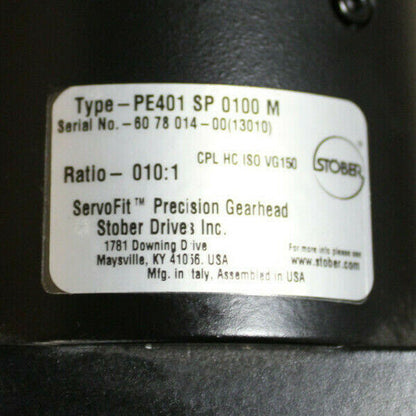 Type-PE401 SP 0100 M
Serial No.-60 78 014-00(13010)
CPL HC ISO VG150
STOBER
Ratio- 010:1
ServoFit™ Precision Gearhead
Stober Drives Inc.
1781 Downing Drive
Maysville, KY 41056. USA
Mfg. in Italy. Assembled in USA
For more info please see
www.stober.com